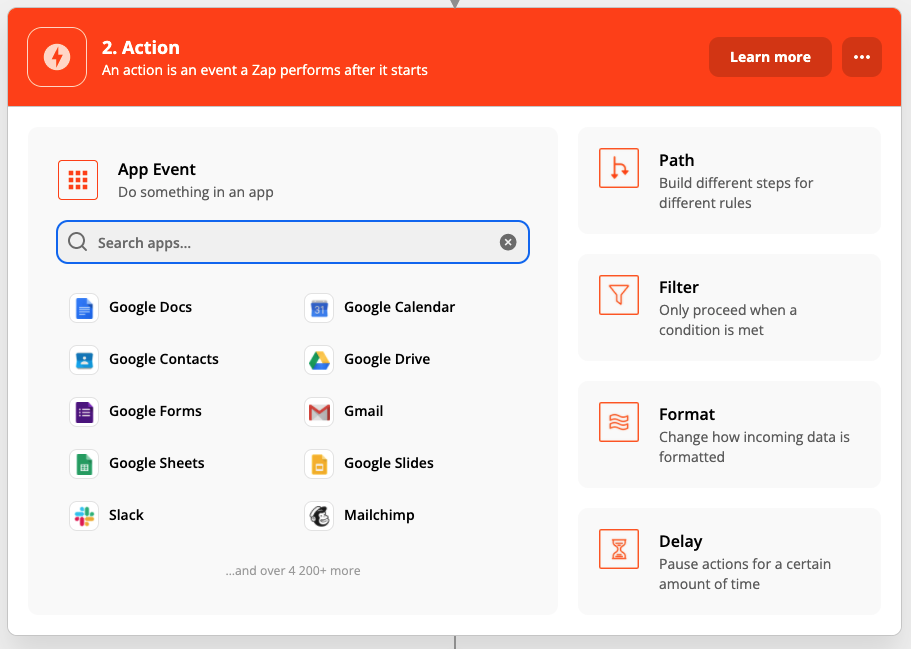 2. Action
An action is an event a Zap performs after it starts
Learn more
App Event
Do something in an app
Search apps...
Google Docs
Google Calendar
Google Contacts
Google Drive
Google Forms
Gmail
Google Sheets
Google Slides
Slack
Mailchimp
...and over 4 200+ more
Path
Build different steps for
different rules
Filter
Only proceed when a
condition is met
Format
Change how incoming data is
formatted
Delay
Pause actions for a certain
amount of time